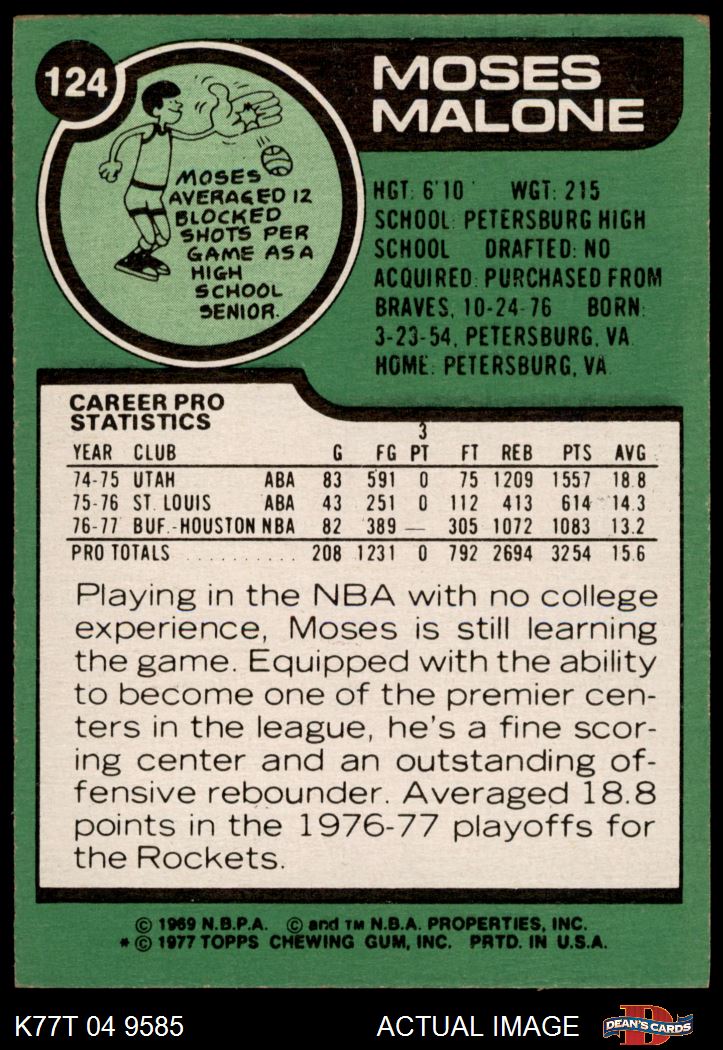 124
MOSES
MALONE
MOSES
AVERAGED 12
BLOCKED
SHOTS PER
GAME AS A
HIGH
SCHOOL
SENIOR.
HGT: 6'10 WGT: 215
SCHOOL: PETERSBURG HIGH
SCHOOL DRAFTED: NO
ACQUIRED: PURCHASED FROM
BRAVES, 10-24-76 BORN:
3-23-54, PETERSBURG, VA.
HOME: PETERSBURG, VA.
CAREER PRO
STATISTICS
YEAR CLUB G FG 3 PT FT REB PTS AVG
74-75 UTAH ABA 83 591 0 75 1209 1557 18.8
75-76 ST. LOUIS ABA 43 251 0 112 413 614 14.3
76-77 BUF.-HOUSTON NBA 82 389 — 305 1072 1083 13.2
PRO TOTALS . . . . . . . . . . 208 1231 0 792 2694 3254 15.6
Playing in the NBA with no college
experience, Moses is still learning
the game. Equipped with the ability
to become one of the premier cen-
ters in the league, he's a fine scor-
ing center and an outstanding of-
fensive rebounder. Averaged 18.8
points in the 1976-77 playoffs for
the Rockets.
© 1969 N.B.P.A. © and TM N.B.A. PROPERTIES, INC.
* © 1977 TOPPS CHEWING GUM, INC. PRTD. IN U.S.A.
K77T 04 9585 ACTUAL IMAGE DEAN'S CARDS